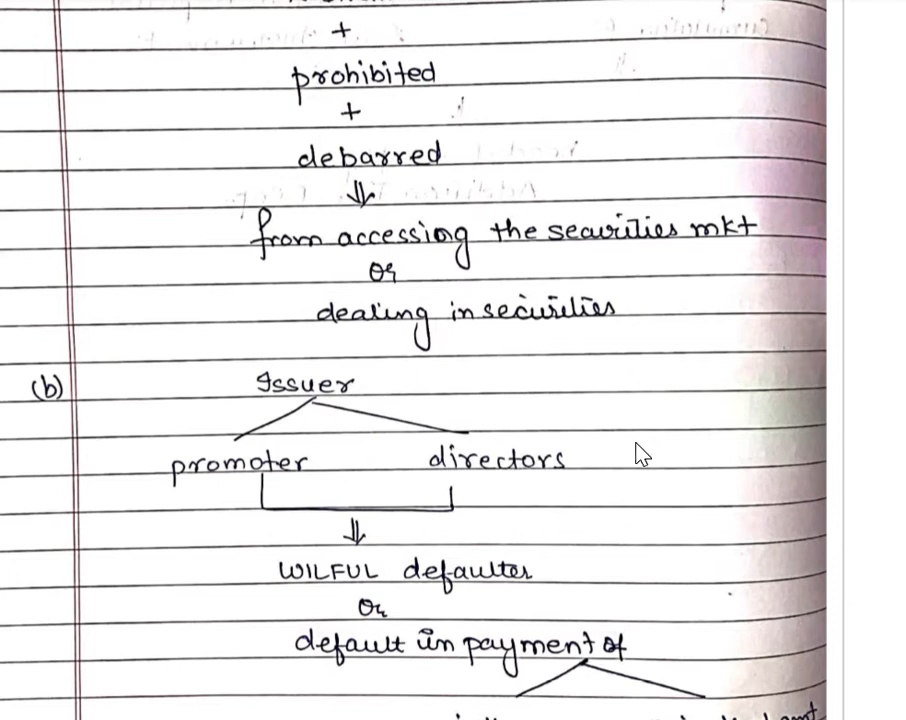 +
prohibited
+
debarred
⇓
from accessing the securities mkt
or
dealing in securities
(b) Issuer
promoter directors
⇓
WILFUL defaulter
Or
default in payment of